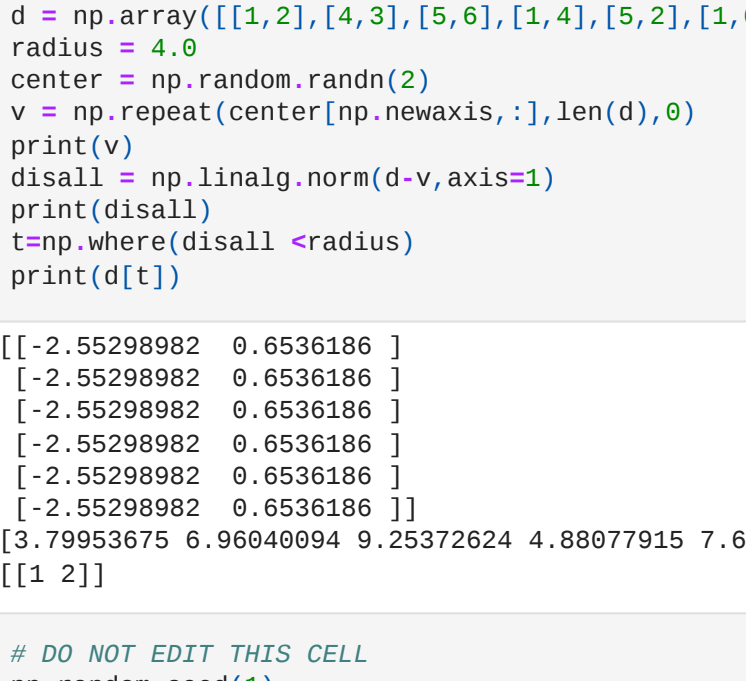 d = np.array([[1,2],[4,3],[5,6],[1,4],[5,2],[1,
radius = 4.0
center = np.random.randn(2)
v = np.repeat(center[np.newaxis,:],len(d),0)
print(v)
disall = np.linalg.norm(d-v,axis=1)
print(disall)
t=np.where(disall <radius)
print(d[t])
[[-2.55298982  0.6536186 ]
 [-2.55298982  0.6536186 ]
 [-2.55298982  0.6536186 ]
 [-2.55298982  0.6536186 ]
 [-2.55298982  0.6536186 ]
 [-2.55298982  0.6536186 ]]
[3.79953675 6.96040094 9.25372624 4.88077915 7.6
[[1 2]]
# DO NOT EDIT THIS CELL
np.random.seed(1)